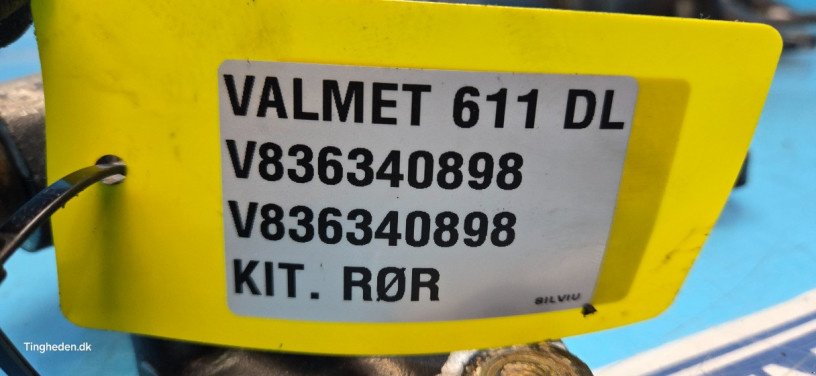 VALMET 611 DL
V836340898
V836340898
KIT. RØR
SILVIU
Tingheden.dk